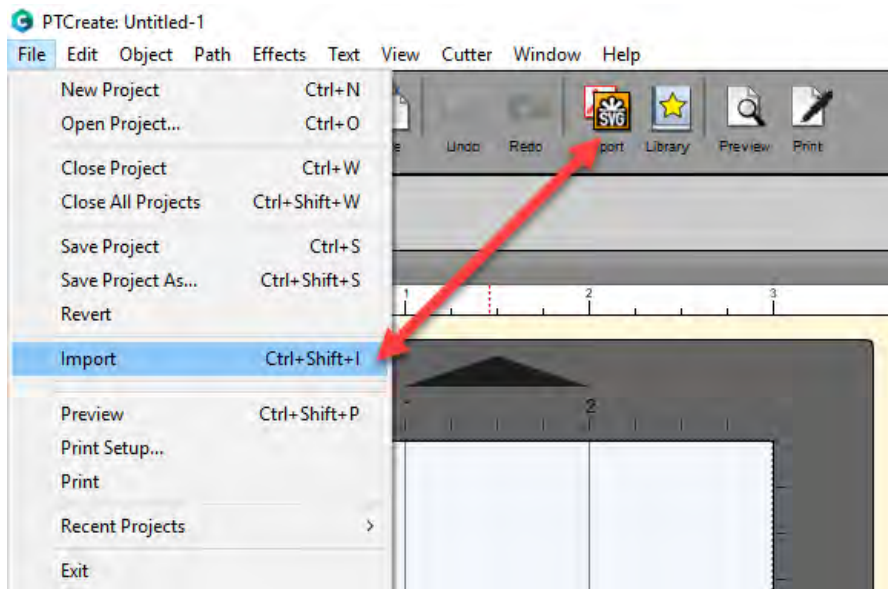 PTCreate: Untitled-1
File Edit Object Path Effects Text View Cutter Window Help
New Project Ctrl+N
Open Project... Ctrl+O
Close Project Ctrl+W
Close All Projects Ctrl+Shift+W
Save Project Ctrl+S
Save Project As... Ctrl+Shift+S
Revert
Import Ctrl+Shift+I
Preview Ctrl+Shift+P
Print Setup...
Print
Recent Projects
Exit
SVG
e Undo Redo port Library Preview Print
1 2 3
2